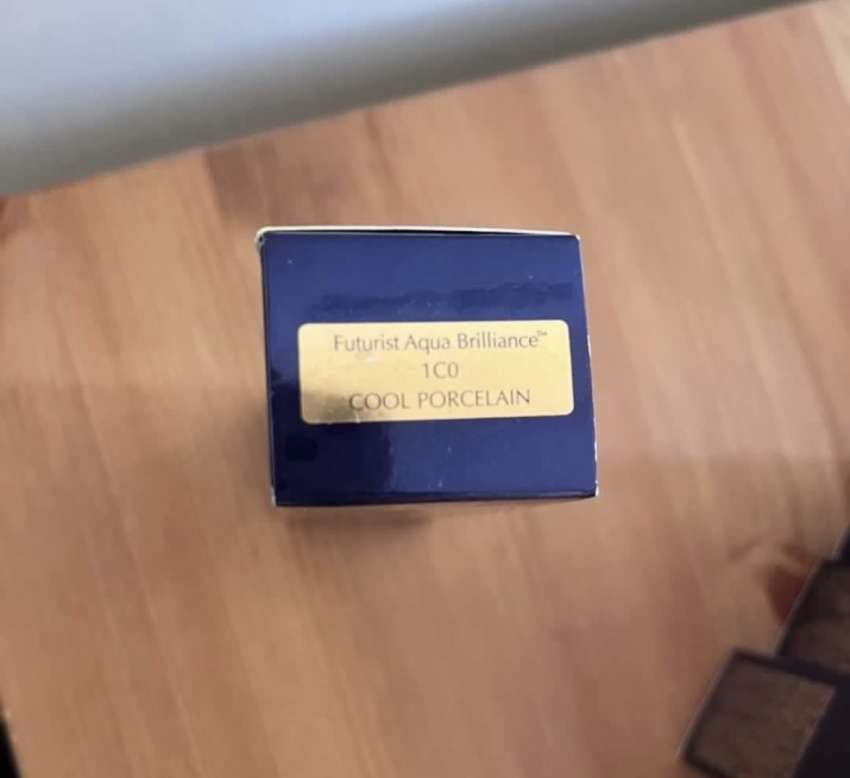 Futurist Aqua Brilliance™
1C0
COOL PORCELAIN